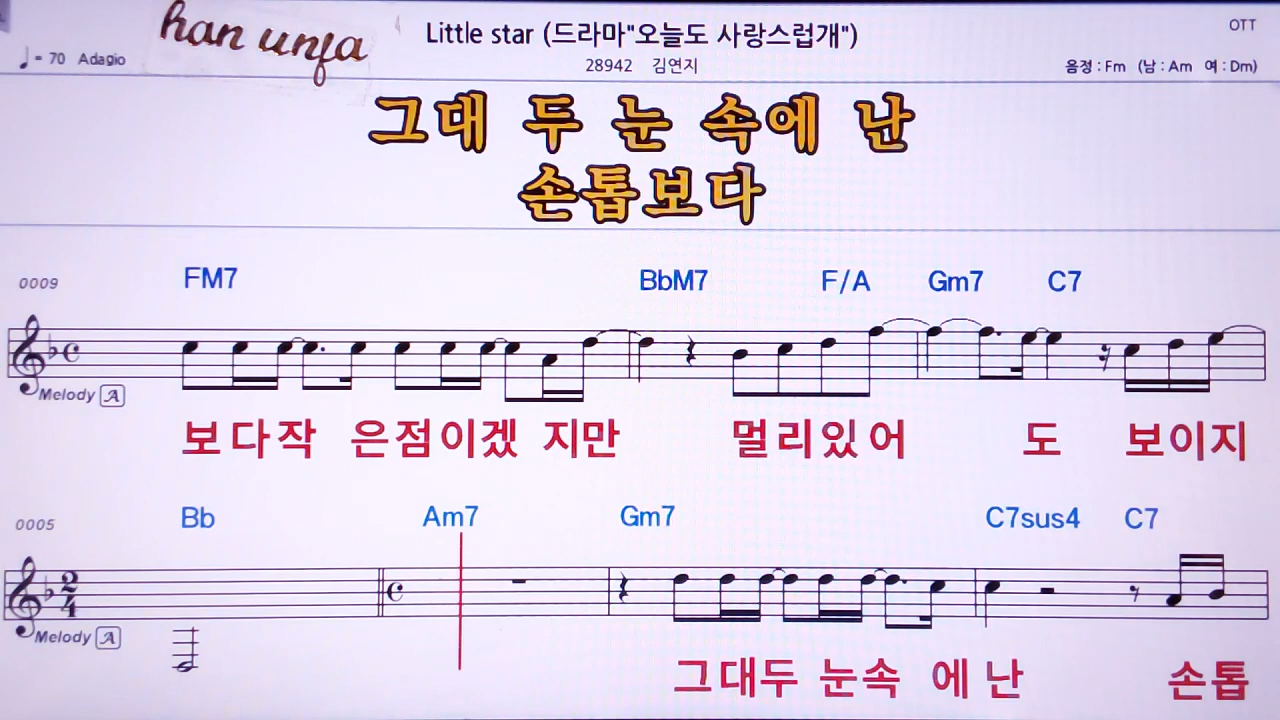 han unja
Little star (드라마"오늘도 사랑스럽개")
OTT
♩= 70 Adagio
28942 김연지
음정 : Fm (남 : Am 여 : Dm)
그대 두 눈 속에 난
손톱보다
0009
FM7 BbM7 F/A Gm7 C7
Melody A
보다작 은점이겠 지만 멀리있어 도 보이지
0005
Bb Am7 Gm7 C7sus4 C7
2
4
Melody A
그대두 눈속 에난 손톱